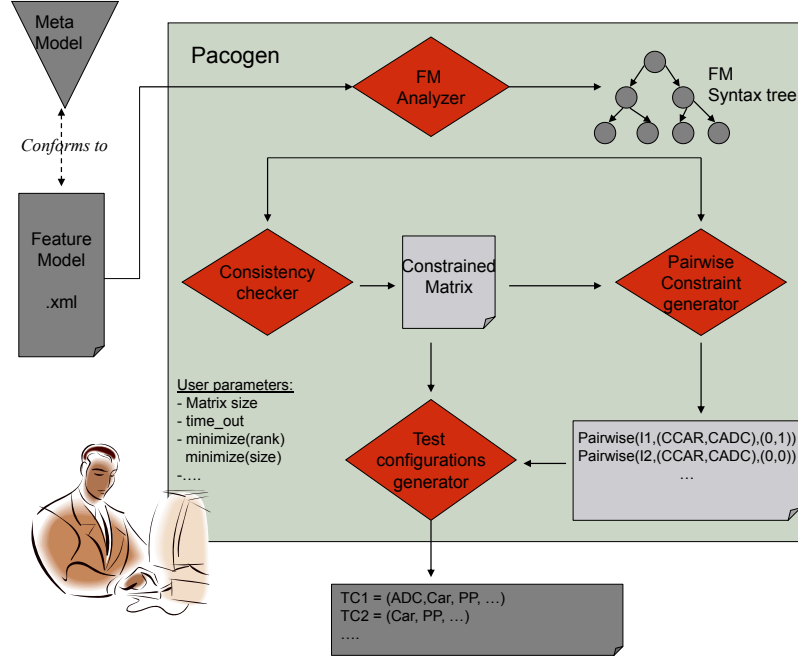 Meta
Model
Pacogen
FM
Analyzer
FM
Syntax tree
Conforms to
Feature
Model
.xml
Consistency
checker
Constrained
Matrix
Pairwise
Constraint
generator
User parameters:
- Matrix size
- time_out
- minimize(rank)
minimize(size)
-....
Test
configurations
generator
Pairwise(I1,(CCAR,CADC),(0,1))
Pairwise(I2,(CCAR,CADC),(0,0))
...
TC1 = (ADC,Car, PP, ...)
TC2 = (Car, PP, ...)
....